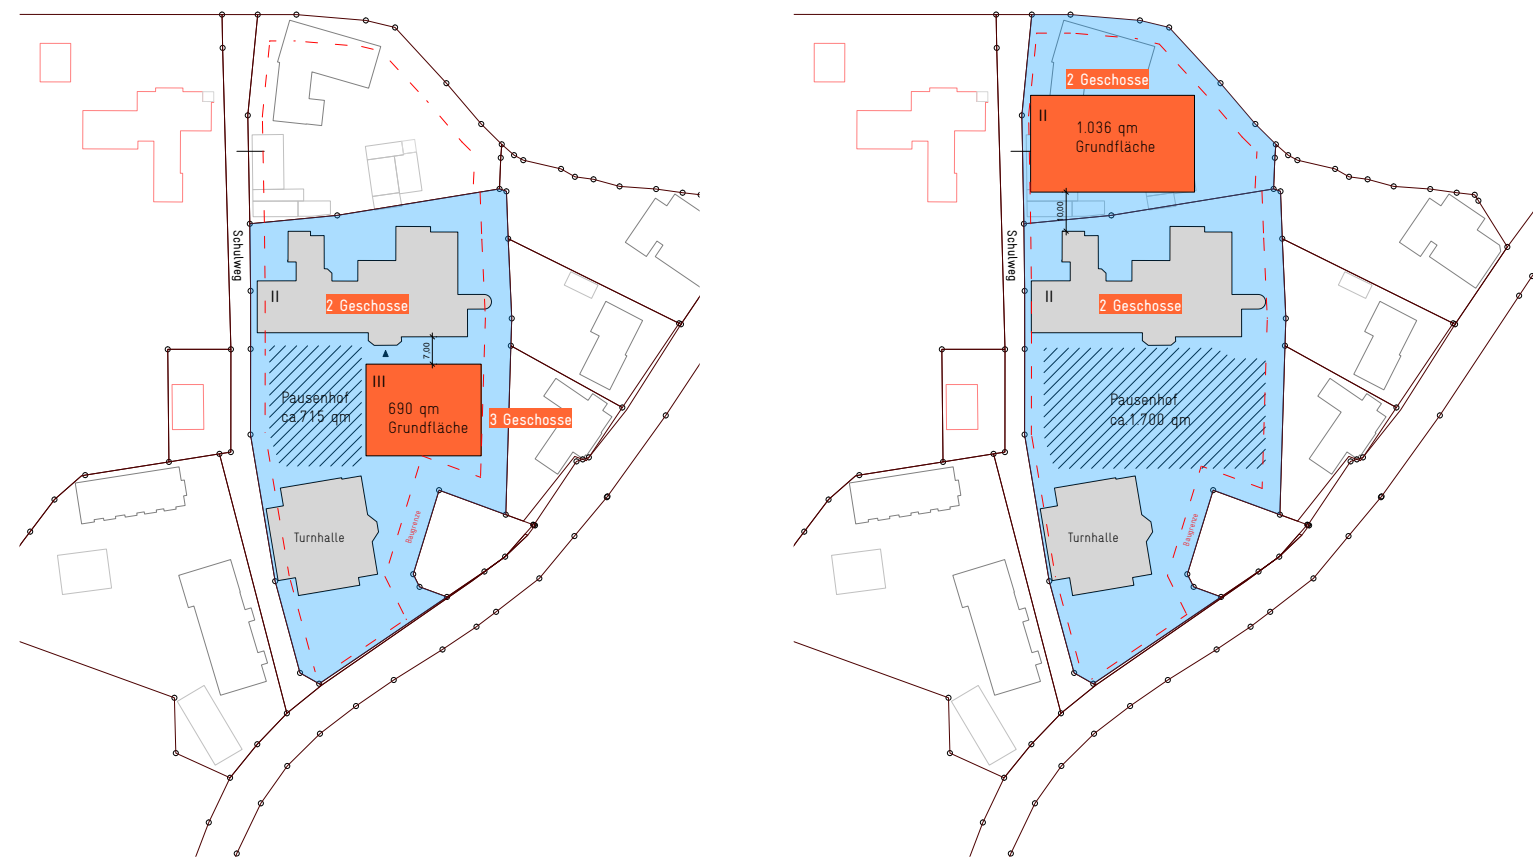 Schulweg
II
2 Geschosse
7,00
III
690 qm
Grundfläche
3 Geschosse
Pausenhof
ca.715 qm
Turnhalle
Baugrenze
2 Geschosse
II
1.036 qm
Grundfläche
10,00
Schulweg
II
2 Geschosse
Pausenhof
ca.1.700 qm
Turnhalle
Baugrenze